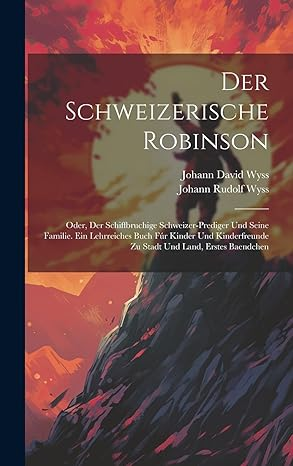 Der
Schweizerische
Robinson
Johann David Wyss
Johann Rudolf Wyss
Oder, Der Schiffbruchige Schweizer-Prediger Und Seine
Familie. Ein Lehrreiches Buch Für Kinder Und Kinderfreunde
Zu Stadt Und Land, Erstes Baendchen